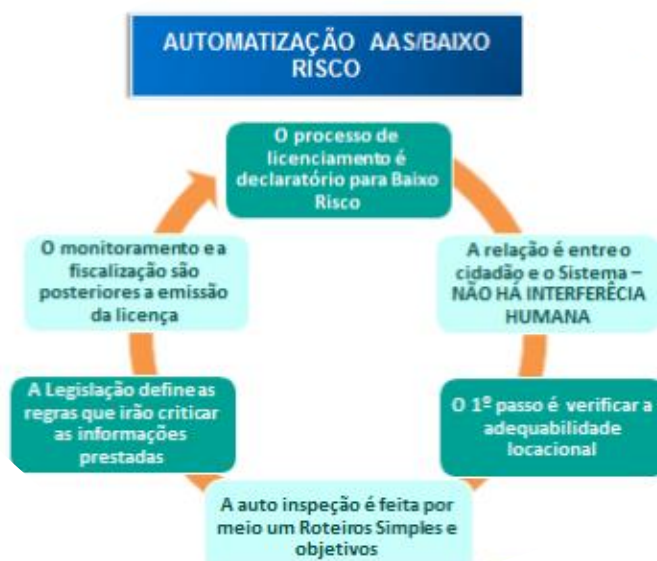 AUTOMATIZAÇÃO AAS/BAIXO
RISCO
O processo de
licenciamento é
declaratório para Baixo
Risco
A relação é entre o
cidadão e o Sistema –
NÃO HÁ INTERFERÊCIA
HUMANA
O 1º passo é verificar a
adequabilidade
locacional
A auto inspeção é feita por
meio um Roteiros Simples e
objetivos
A Legislação define as
regras que irão criticar
as informações
prestadas
O monitoramento e a
fiscalização são
posteriores a emissão
da licença